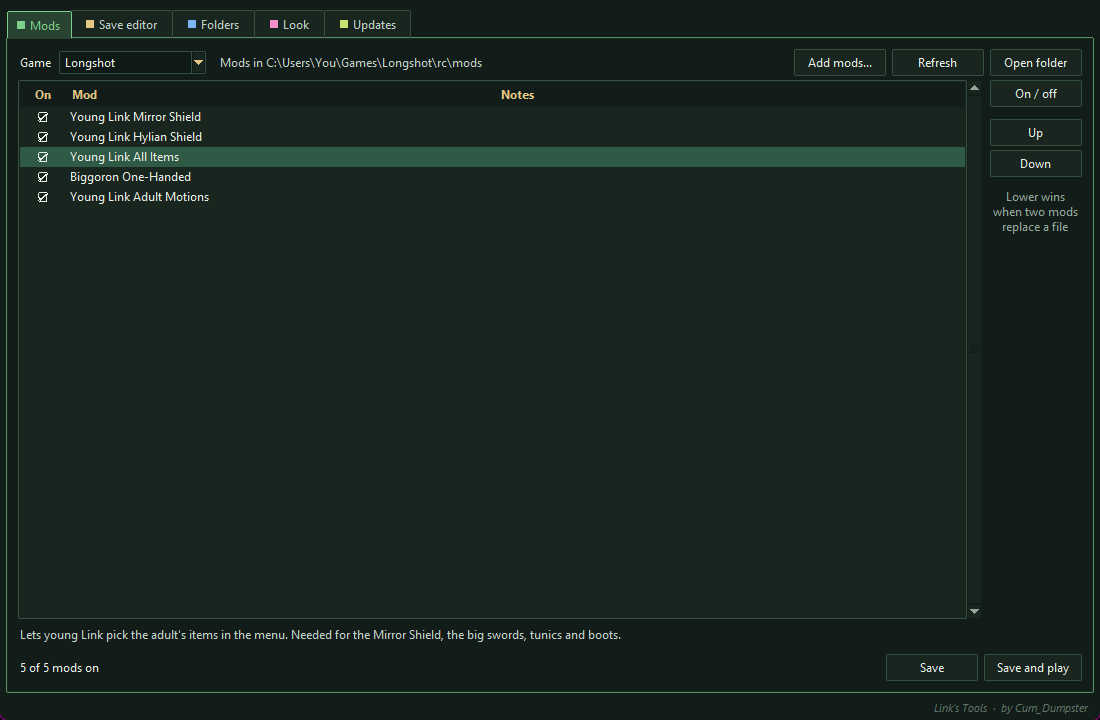 Mods Save editor Folders Look Updates
Game Longshot Mods in C:\Users\You\Games\Longshot\rc\mods Add mods... Refresh Open folder
On Mod Notes On / off
Young Link Mirror Shield
Young Link Hylian Shield Up
Young Link All Items Down
Biggoron One-Handed
Young Link Adult Motions Lower wins
when two mods
replace a file
Lets young Link pick the adult's items in the menu. Needed for the Mirror Shield, the big swords, tunics and boots.
5 of 5 mods on Save Save and play
Link's Tools · by Cum_Dumpster